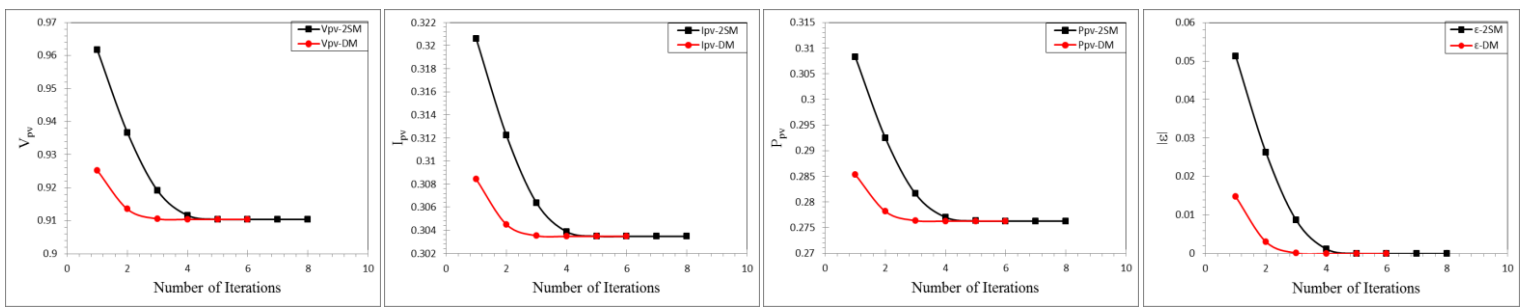 0.97
0.96
0.95
0.94
0.93
0.92
0.91
0.9
V_pv
0 2 4 6 8 10
Number of Iterations
Vpv-2SM
Vpv-DM
0.322
0.32
0.318
0.316
0.314
0.312
0.31
0.308
0.306
0.304
0.302
I_pv
0 2 4 6 8 10
Number of Iterations
Ipv-2SM
Ipv-DM
0.315
0.31
0.305
0.3
0.295
0.29
0.285
0.28
0.275
0.27
P_pv
0 2 4 6 8 10
Number of Iterations
Ppv-2SM
Ppv-DM
0.06
0.05
0.04
0.03
0.02
0.01
0
|ε|
0 2 4 6 8 10
Number of Iterations
ε-2SM
ε-DM